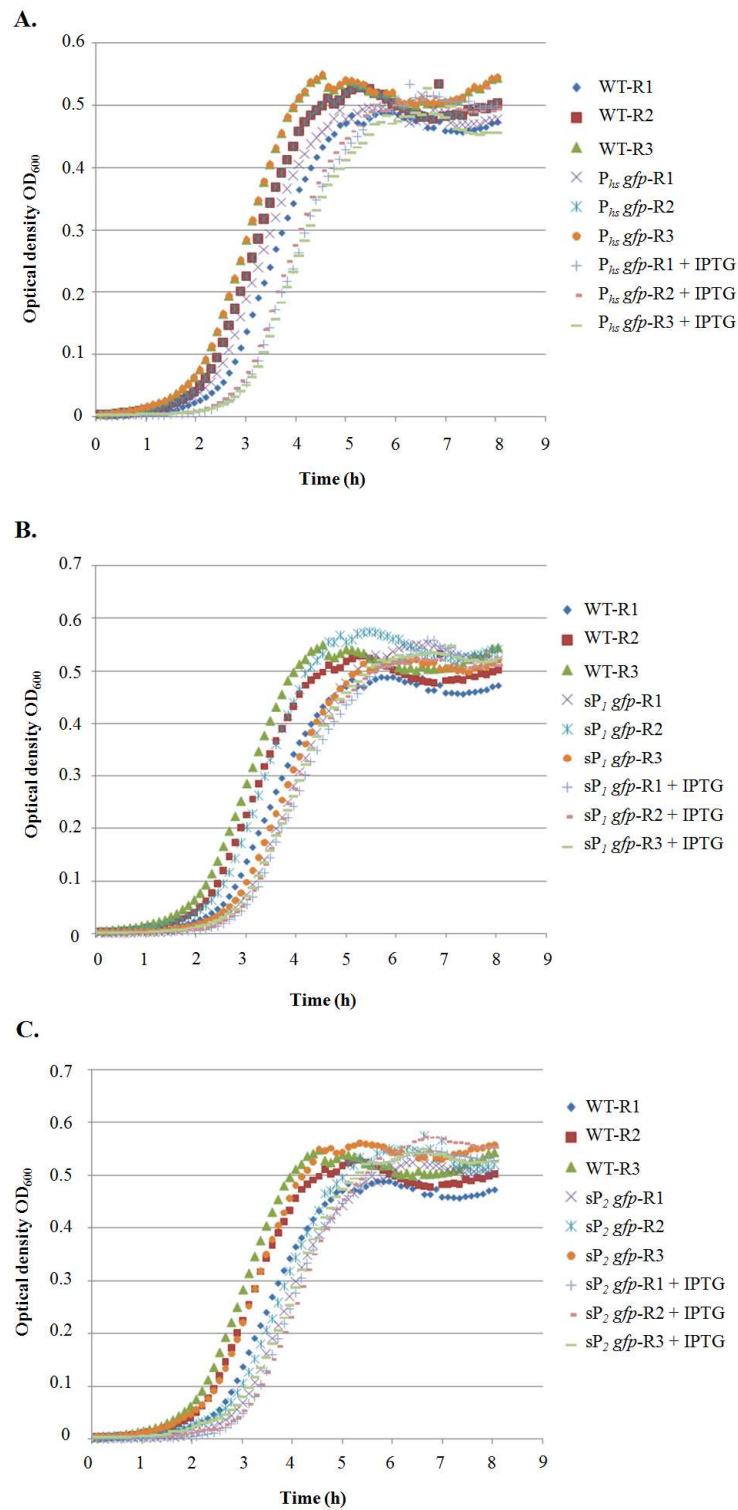 A.
0.6
0.5
0.4
0.3
0.2
0.1
0
Optical density OD600
0 1 2 3 4 5 6 7 8 9
Time (h)
WT-R1
WT-R2
WT-R3
Phs gfp-R1
Phs gfp-R2
Phs gfp-R3
Phs gfp-R1 + IPTG
Phs gfp-R2 + IPTG
Phs gfp-R3 + IPTG
B.
0.7
0.6
0.5
0.4
0.3
0.2
0.1
0
Optical density OD600
0 1 2 3 4 5 6 7 8 9
Time (h)
WT-R1
WT-R2
WT-R3
sP1 gfp-R1
sP1 gfp-R2
sP1 gfp-R3
sP1 gfp-R1 + IPTG
sP1 gfp-R2 + IPTG
sP1 gfp-R3 + IPTG
C.
0.7
0.6
0.5
0.4
0.3
0.2
0.1
0
Optical density OD600
0 1 2 3 4 5 6 7 8 9
Time (h)
WT-R1
WT-R2
WT-R3
sP2 gfp-R1
sP2 gfp-R2
sP2 gfp-R3
sP2 gfp-R1 + IPTG
sP2 gfp-R2 + IPTG
sP2 gfp-R3 + IPTG